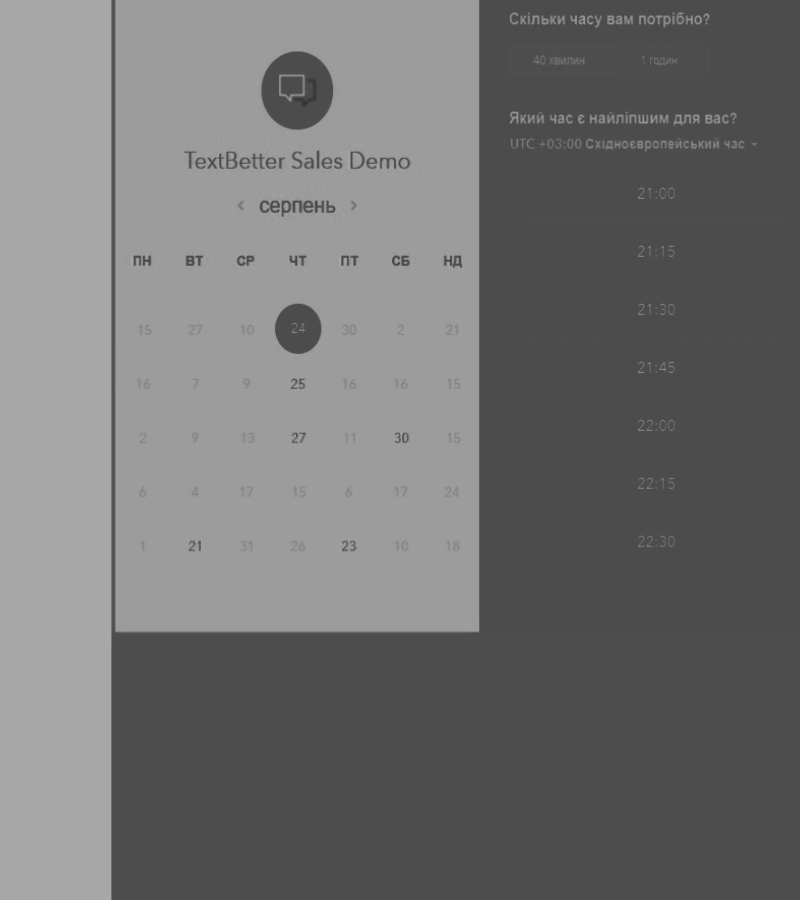 TextBetter Sales Demo
‹ серпень ›
ПН ВТ СР ЧТ ПТ СБ НД
15 27 10 24 30 2 21
16 7 9 25 16 16 15
2 9 13 27 11 30 15
6 4 17 15 6 17 24
1 21 31 26 23 10 18
Скільки часу вам потрібно?
40 хвилин 1 годин
Який час є найліпшим для вас?
UTC +03:00 Східноєвропейський час
21:00
21:15
21:30
21:45
22:00
22:15
22:30